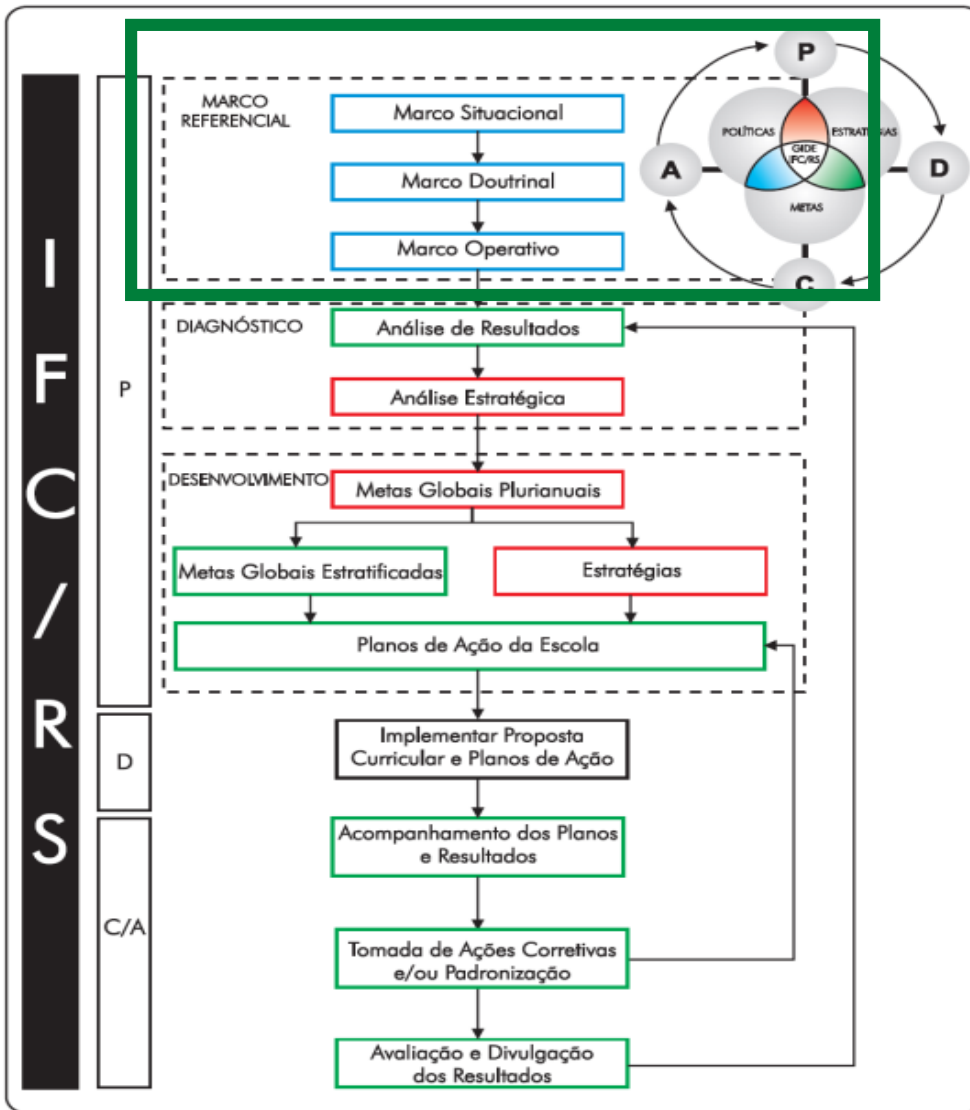 I
F
C
/
R
S
P
D
C/A
MARCO
REFERENCIAL
Marco Situacional
Marco Doutrinal
Marco Operativo
P
POLÍTICAS
GIDE
IFC/RS
METAS
A
D
C
DIAGNÓSTICO
Análise de Resultados
Análise Estratégica
DESENVOLVIMENTO
Metas Globais Plurianuais
Metas Globais Estratificadas
Estratégias
Planos de Ação da Escola
Implementar Proposta
Curricular e Planos de Ação
Acompanhamento dos Planos
e Resultados
Tomada de Ações Corretivas
e/ou Padronização
Avaliação e Divulgação
dos Resultados